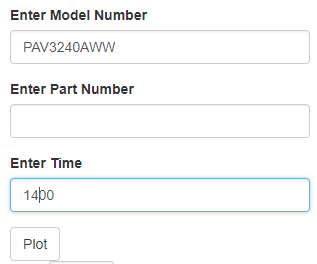 Enter Model Number
PAV3240AWW
Enter Part Number
Enter Time
1400
Plot